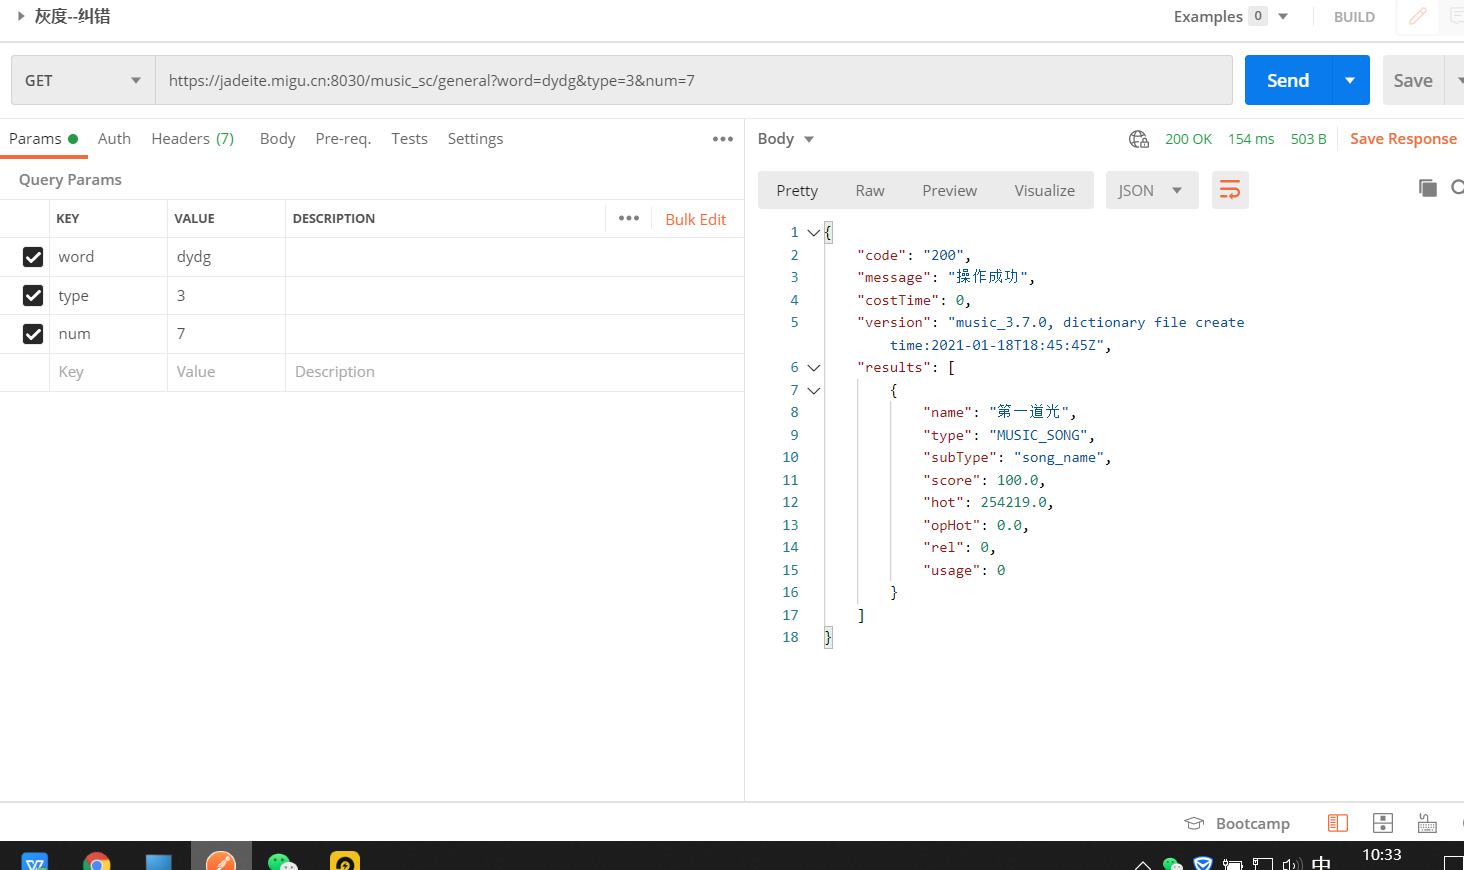 灰度--纠错
Examples 0
BUILD
GET
https://jadeite.migu.cn:8030/music_sc/general?word=dydg&type=3&num=7
Send
Save
Params
Auth
Headers (7)
Body
Pre-req.
Tests
Settings
Query Params
KEY VALUE DESCRIPTION
Bulk Edit
word dydg
type 3
num 7
Key Value Description
Body
200 OK 154 ms 503 B Save Response
Pretty Raw Preview Visualize JSON
1 {
2 "code": "200",
3 "message": "操作成功",
4 "costTime": 0,
5 "version": "music_3.7.0, dictionary file create
time:2021-01-18T18:45:45Z",
6 "results": [
7 {
8 "name": "第一道光",
9 "type": "MUSIC_SONG",
10 "subType": "song_name",
11 "score": 100.0,
12 "hot": 254219.0,
13 "opHot": 0.0,
14 "rel": 0,
15 "usage": 0
16 }
17 ]
18 }
Bootcamp
中
10:33